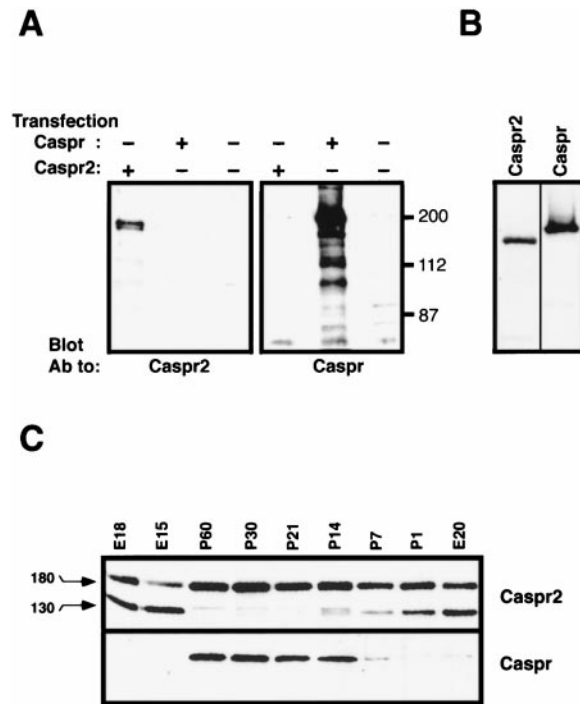 A
B
Transfection
Caspr : – + – – + –
Caspr2: + – – + – –
Caspr2
Caspr
200
112
87
Blot
Ab to: Caspr2 Caspr
C
E18 E15 P60 P30 P21 P14 P7 P1 E20
180
130
Caspr2
Caspr